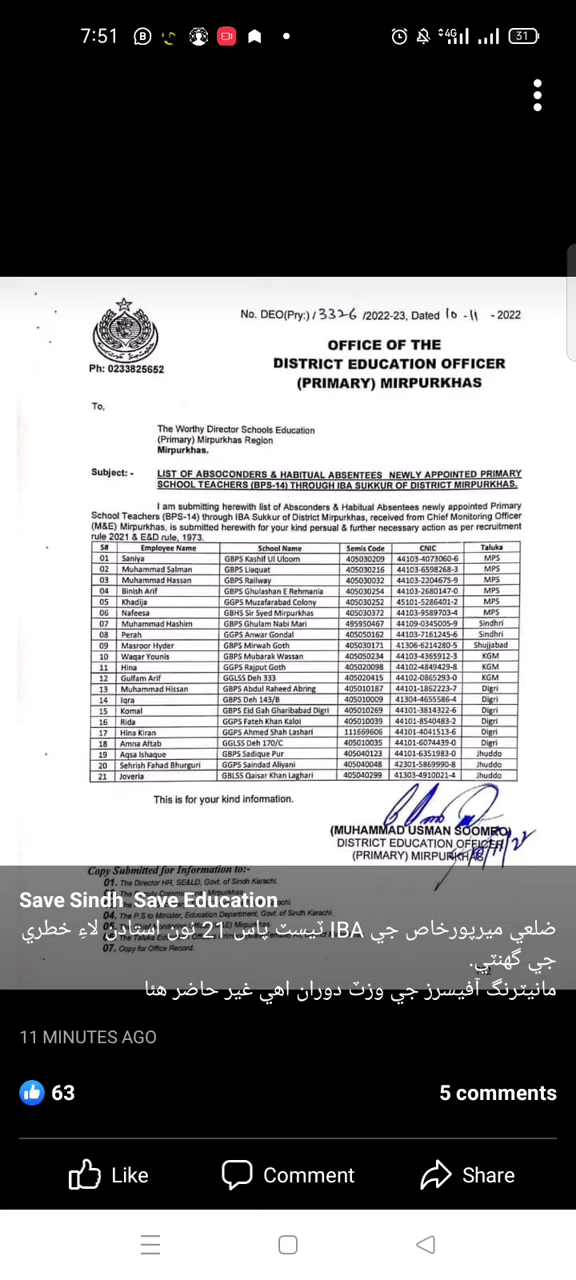 7:51
4G
31
No. DEO(Pry:)/3326/2022-23, Dated 10-11-2022
Ph: 0233825652
OFFICE OF THE
DISTRICT EDUCATION OFFICER
(PRIMARY) MIRPURKHAS
To,
The Worthy Director Schools Education
(Primary) Mirpurkhas Region
Mirpurkhas.
Subject: - LIST OF ABSOCONDERS & HABITUAL ABSENTEES NEWLY APPOINTED PRIMARY
SCHOOL TEACHERS (BPS-14) THROUGH IBA SUKKUR OF DISTRICT MIRPURKHAS.
I am submitting herewith list of Absconders & Habitual Absentees newly appointed Primary
School Teachers (BPS-14) through IBA Sukkur of District Mirpurkhas, received from Chief Monitoring Officer
(M&E) Mirpurkhas, is submitted herewith for your kind persual & further necessary action as per recruitment
rule 2021 & E&D rule, 1973.
S# Employee Name School Name Semis Code CNIC Taluka
01 Saniya GBPS Kashif Ul Uloom 405030209 44103-4073060-6 MPS
02 Muhammad Salman GBPS Liaquat 405030216 44103-6598268-3 MPS
03 Muhammad Hassan GBPS Railway 405030032 44103-2204675-9 MPS
04 Binish Arif GBPS Ghulashan E Rehmania 405030254 44103-2680147-0 MPS
05 Khadija GGPS Muzafarabad Colony 405030252 45101-5286401-2 MPS
06 Nafeesa GBHS Sir Syed Mirpurkhas 405030372 44103-9589703-4 MPS
07 Muhammad Hashim GBPS Ghulam Nabi Mari 495950467 44109-0345005-9 Sindhri
08 Perah GGPS Anwar Gondal 405050162 44103-7161245-6 Sindhri
09 Masroor Hyder GBPS Mirwah Goth 405030171 41306-6214280-5 Shujjabad
10 Waqar Younis GBPS Mubarak Wassan 405050234 44103-4365912-3 KGM
11 Hina GGPS Rajput Goth 405020098 44102-4849429-8 KGM
12 Gulfam Arif GGLSS Deh 333 405020415 44102-0865293-0 KGM
13 Muhammad Hissan GBPS Abdul Raheed Abring 405010187 44101-1862223-7 Digri
14 Iqra GBPS Deh 143/B 405010009 41304-4655586-4 Digri
15 Komal GBPS Eid Gah Gharibabad Digri 405010269 44101-3814322-6 Digri
16 Rida GGPS Fateh Khan Kaloi 405010039 44101-8540483-2 Digri
17 Hina Kiran GGPS Ahmed Shah Lashari 111669606 44101-4041513-6 Digri
18 Amna Aftab GGLSS Deh 170/C 405010035 44101-6074439-0 Digri
19 Aqsa Ishaque GBPS Sadique Pur 405040123 44101-6351983-0 Jhuddo
20 Sehrish Fahad Bhurguri GGPS Saindad Aliyani 405040048 42301-5869990-8 Jhuddo
21 Joveria GBLSS Qaisar Khan Laghari 405040299 41303-4910021-4 Jhuddo
This is for your kind information.
(MUHAMMAD USMAN SOOMRO)
DISTRICT EDUCATION OFFICER
(PRIMARY) MIRPURKHAS
Copy Submitted for Information to:-
01. The Director HR, SE&LD, Govt. of Sindh Karachi.
Save Sindh Save Education
04. The P.S to Minister, Education Department, Govt. of Sindh Karachi.
ضلعي ميرپورخاص جي IBA ٽيسٽ پاس 21 نون استادن لاءِ خطري
جي گهنٽي.
07. Copy for Office Record.
مانيٽرنگ آفيسرز جي وزٽ دوران اهي غير حاضر هئا
11 MINUTES AGO
63
5 comments
Like
Comment
Share